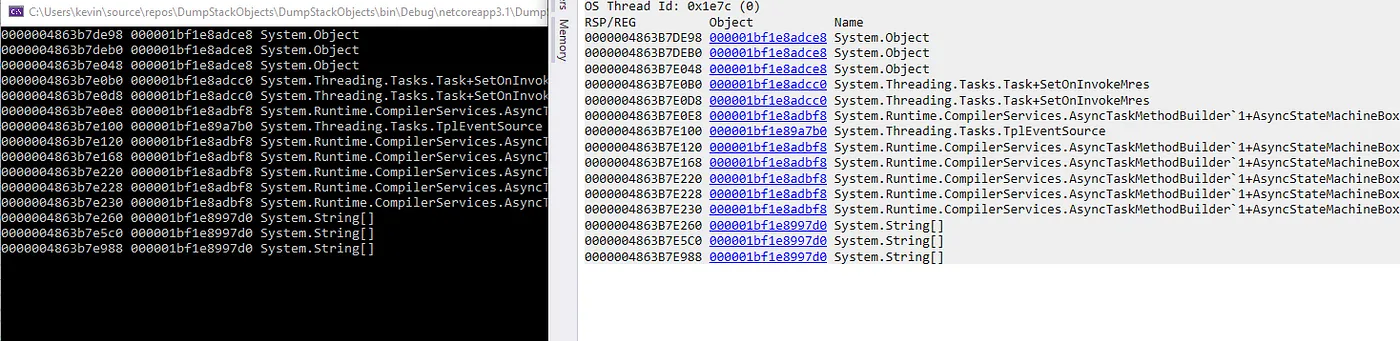 C:\Users\kevin\source\repos\DumpStackObjects\DumpStackObjects\bin\Debug\netcoreapp3.1\Dump
0000004863b7de98 000001bf1e8adce8 System.Object
0000004863b7deb0 000001bf1e8adce8 System.Object
0000004863b7e048 000001bf1e8adce8 System.Object
0000004863b7e0b0 000001bf1e8adcc0 System.Threading.Tasks.Task+SetOnInvok
0000004863b7e0d8 000001bf1e8adcc0 System.Threading.Tasks.Task+SetOnInvok
0000004863b7e0e8 000001bf1e8adbf8 System.Runtime.CompilerServices.AsyncT
0000004863b7e100 000001bf1e89a7b0 System.Threading.Tasks.TplEventSource
0000004863b7e120 000001bf1e8adbf8 System.Runtime.CompilerServices.AsyncT
0000004863b7e168 000001bf1e8adbf8 System.Runtime.CompilerServices.AsyncT
0000004863b7e220 000001bf1e8adbf8 System.Runtime.CompilerServices.AsyncT
0000004863b7e228 000001bf1e8adbf8 System.Runtime.CompilerServices.AsyncT
0000004863b7e230 000001bf1e8adbf8 System.Runtime.CompilerServices.AsyncT
0000004863b7e260 000001bf1e8997d0 System.String[]
0000004863b7e5c0 000001bf1e8997d0 System.String[]
0000004863b7e988 000001bf1e8997d0 System.String[]
rs
Memory
OS Thread Id: 0x1e7c (0)
RSP/REG Object Name
0000004863B7DE98 000001bf1e8adce8 System.Object
0000004863B7DEB0 000001bf1e8adce8 System.Object
0000004863B7E048 000001bf1e8adce8 System.Object
0000004863B7E0B0 000001bf1e8adcc0 System.Threading.Tasks.Task+SetOnInvokeMres
0000004863B7E0D8 000001bf1e8adcc0 System.Threading.Tasks.Task+SetOnInvokeMres
0000004863B7E0E8 000001bf1e8adbf8 System.Runtime.CompilerServices.AsyncTaskMethodBuilder`1+AsyncStateMachineBox
0000004863B7E100 000001bf1e89a7b0 System.Threading.Tasks.TplEventSource
0000004863B7E120 000001bf1e8adbf8 System.Runtime.CompilerServices.AsyncTaskMethodBuilder`1+AsyncStateMachineBox
0000004863B7E168 000001bf1e8adbf8 System.Runtime.CompilerServices.AsyncTaskMethodBuilder`1+AsyncStateMachineBox
0000004863B7E220 000001bf1e8adbf8 System.Runtime.CompilerServices.AsyncTaskMethodBuilder`1+AsyncStateMachineBox
0000004863B7E228 000001bf1e8adbf8 System.Runtime.CompilerServices.AsyncTaskMethodBuilder`1+AsyncStateMachineBox
0000004863B7E230 000001bf1e8adbf8 System.Runtime.CompilerServices.AsyncTaskMethodBuilder`1+AsyncStateMachineBox
0000004863B7E260 000001bf1e8997d0 System.String[]
0000004863B7E5C0 000001bf1e8997d0 System.String[]
0000004863B7E988 000001bf1e8997d0 System.String[]